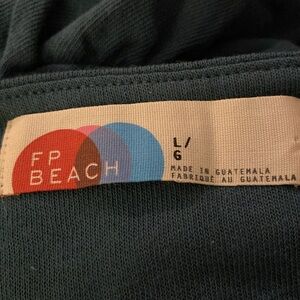 FP
BEACH
L/
G
MADE IN GUATEMALA
FABRIQUÉ AU GUATEMALA